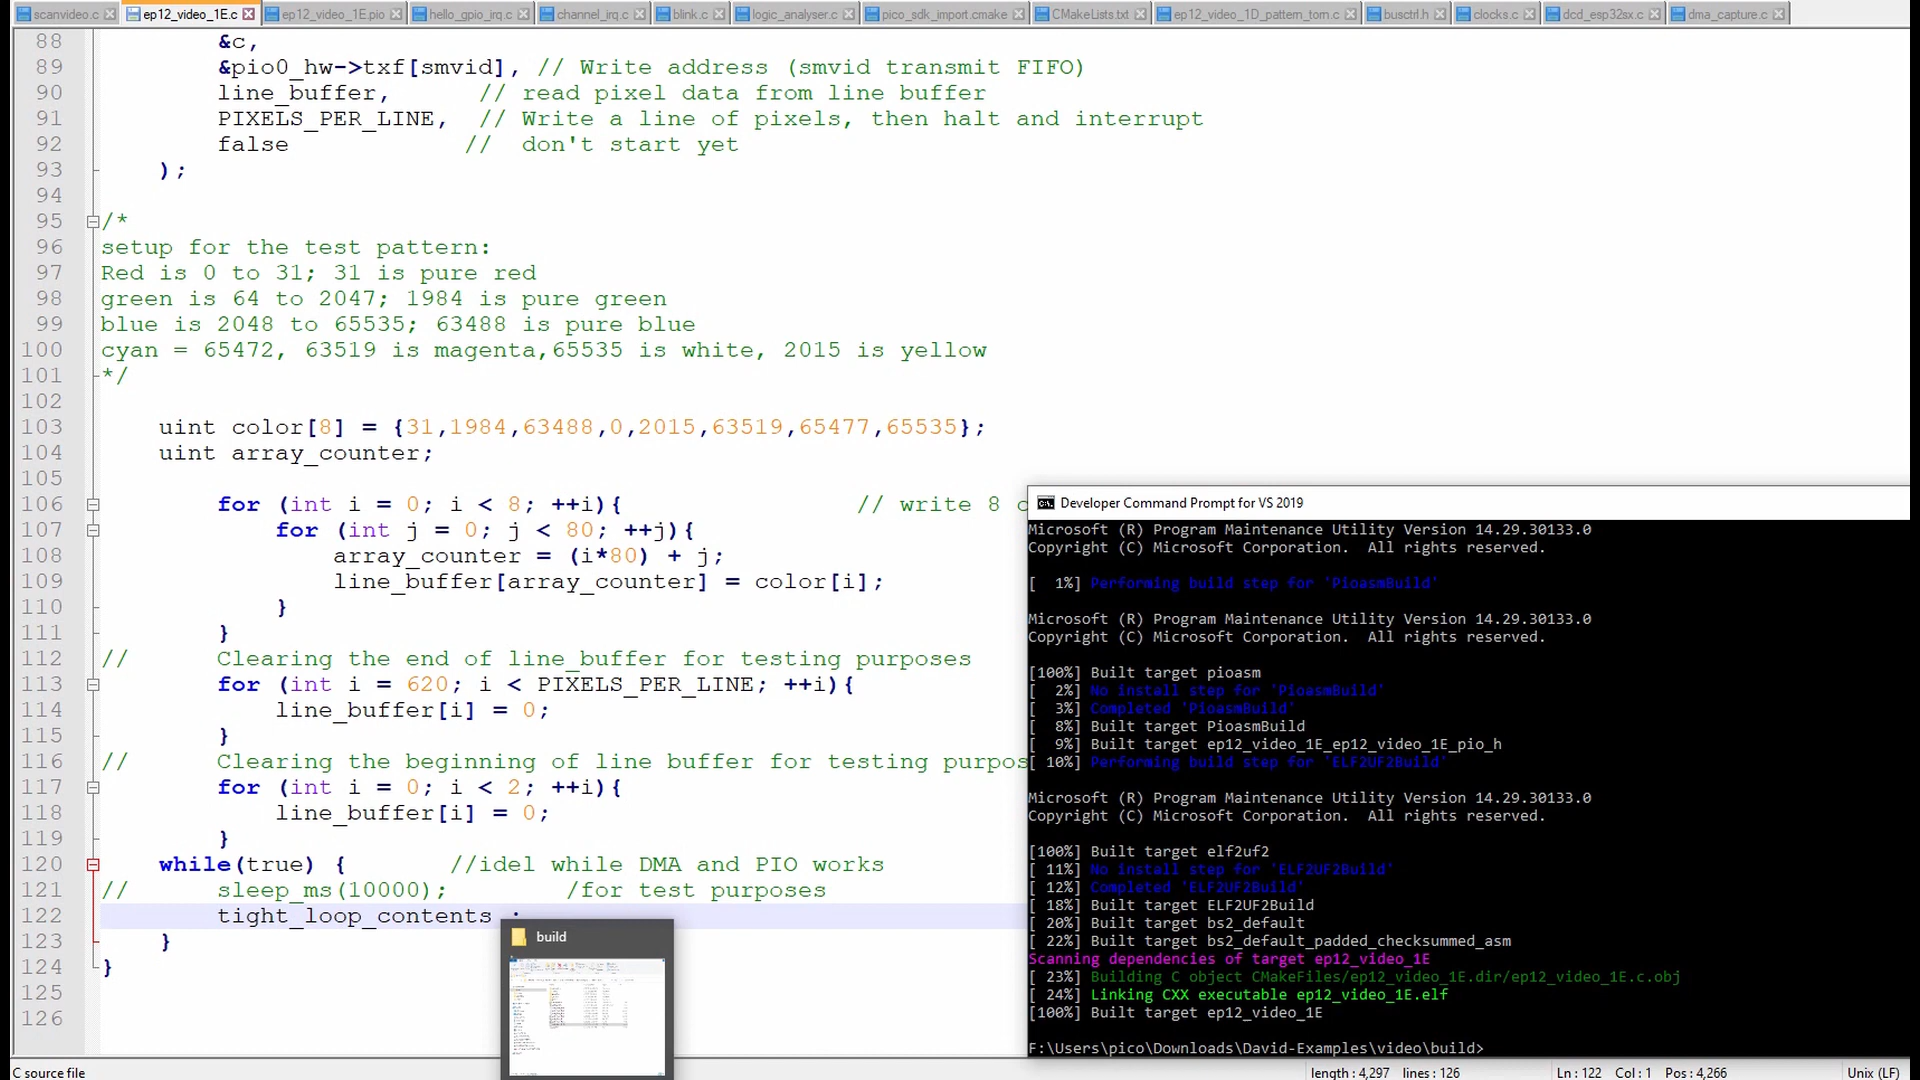 scanvideo.c ep12_video_1E.c ep12_video_1E.pio hello_gpio_irq.c channel_irq.c blink.c logic_analyser.c pico_sdk_import.cmake CMakeLists.txt ep12_video_1D_pattern_torn.c busctrl.h clocks.c dcd_esp32sx.c dma_capture.c
88 &c,
89 &pio0_hw->txf[smvid], // Write address (smvid transmit FIFO)
90 line_buffer, // read pixel data from line buffer
91 PIXELS_PER_LINE, // Write a line of pixels, then halt and interrupt
92 false // don't start yet
93 );
94
95 /*
96 setup for the test pattern:
97 Red is 0 to 31; 31 is pure red
98 green is 64 to 2047; 1984 is pure green
99 blue is 2048 to 65535; 63488 is pure blue
100 cyan = 65472, 63519 is magenta,65535 is white, 2015 is yellow
101 */
102
103 uint color[8] = {31,1984,63488,0,2015,63519,65477,65535};
104 uint array_counter;
105
106 for (int i = 0; i < 8; ++i){ // write 8 c
107 for (int j = 0; j < 80; ++j){
108 array_counter = (i*80) + j;
109 line_buffer[array_counter] = color[i];
110 }
111 }
112 // Clearing the end of line_buffer for testing purposes
113 for (int i = 620; i < PIXELS_PER_LINE; ++i){
114 line_buffer[i] = 0;
115 }
116 // Clearing the beginning of line buffer for testing purpos
117 for (int i = 0; i < 2; ++i){
118 line_buffer[i] = 0;
119 }
120 while(true) { //idel while DMA and PIO works
121 // sleep_ms(10000); /for test purposes
122 tight_loop_contents ;
123 }
124 }
125
126
build
Developer Command Prompt for VS 2019
Microsoft (R) Program Maintenance Utility Version 14.29.30133.0
Copyright (C) Microsoft Corporation. All rights reserved.
[ 1%] Performing build step for 'PioasmBuild'
Microsoft (R) Program Maintenance Utility Version 14.29.30133.0
Copyright (C) Microsoft Corporation. All rights reserved.
[100%] Built target pioasm
[ 2%] No install step for 'PioasmBuild'
[ 3%] Completed 'PioasmBuild'
[ 8%] Built target PioasmBuild
[ 9%] Built target ep12_video_1E_ep12_video_1E_pio_h
[ 10%] Performing build step for 'ELF2UF2Build'
Microsoft (R) Program Maintenance Utility Version 14.29.30133.0
Copyright (C) Microsoft Corporation. All rights reserved.
[100%] Built target elf2uf2
[ 11%] No install step for 'ELF2UF2Build'
[ 12%] Completed 'ELF2UF2Build'
[ 18%] Built target ELF2UF2Build
[ 20%] Built target bs2_default
[ 22%] Built target bs2_default_padded_checksummed_asm
Scanning dependencies of target ep12_video_1E
[ 23%] Building C object CMakeFiles/ep12_video_1E.dir/ep12_video_1E.c.obj
[ 24%] Linking CXX executable ep12_video_1E.elf
[100%] Built target ep12_video_1E
F:\Users\pico\Downloads\David-Examples\video\build>
C source file length : 4,297 lines : 126 Ln : 122 Col : 1 Pos : 4,266 Unix (LF)